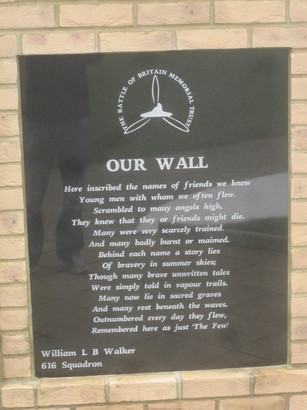 THE BATTLE OF BRITAIN MEMORIAL TRUST
OUR WALL
Here inscribed the names of friends we knew
Young men with whom we often flew.
Scrambled to many angels high,
They knew that they or friends might die.
Many were very scarcely trained.
And many badly burnt or maimed.
Behind each name a story lies
Of bravery in summer skies;
Though many brave unwritten tales
Were simply told in vapour trails.
Many now lie in sacred graves
And many rest beneath the waves.
Outnumbered every day they flew,
Remembered here as just 'The Few'.
William L B Walker
616 Squadron